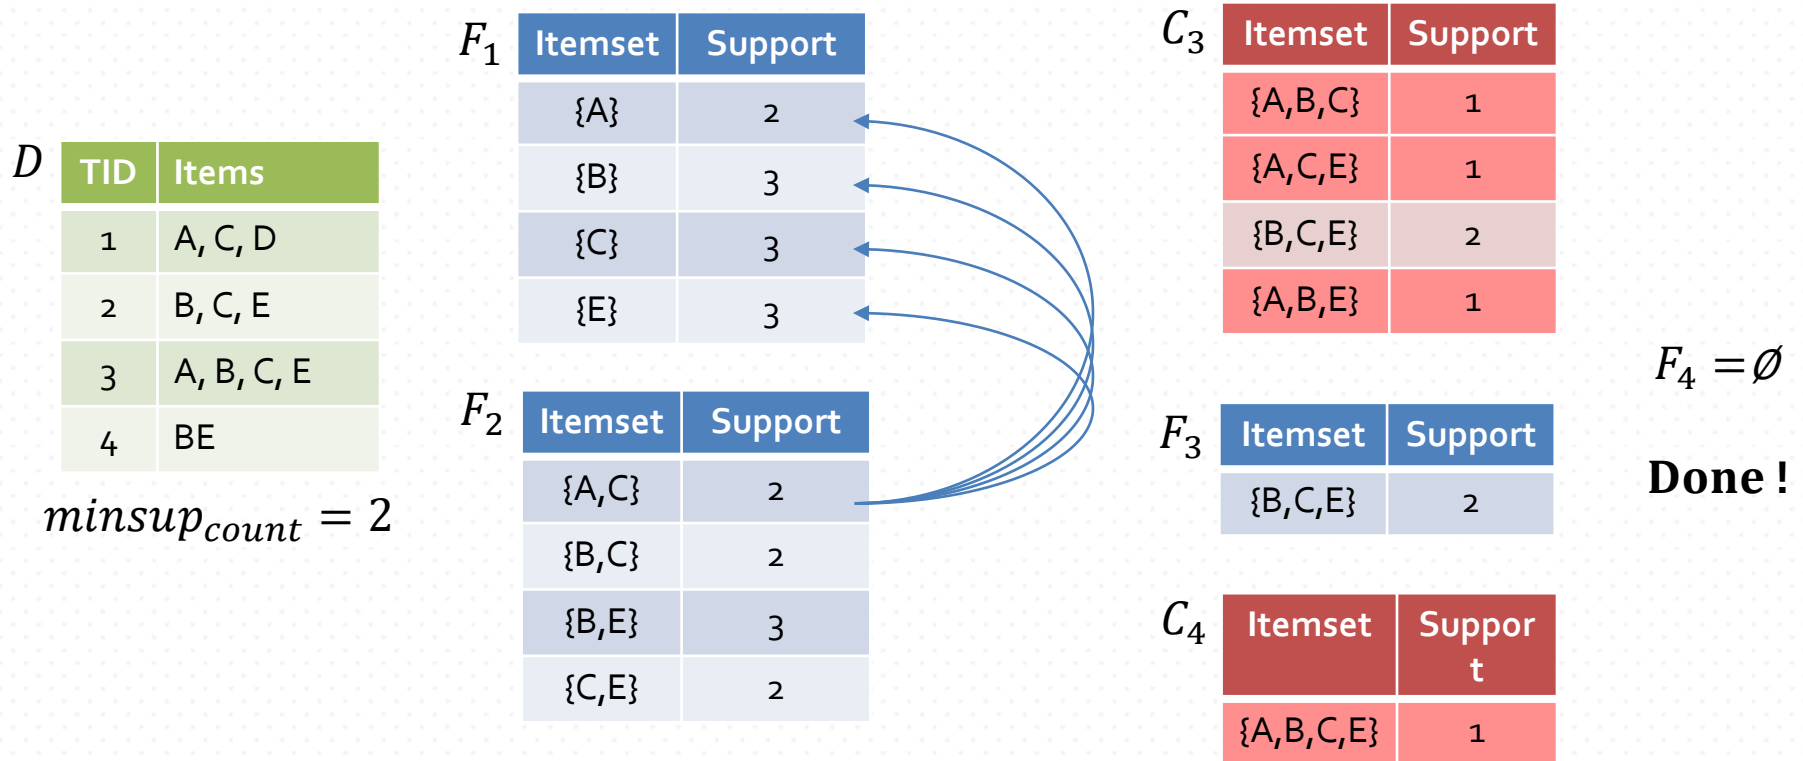 D
TID Items
1 A, C, D
2 B, C, E
3 A, B, C, E
4 BE
minsup_count = 2
F₁
Itemset Support
{A} 2
{B} 3
{C} 3
{E} 3
F₂
Itemset Support
{A,C} 2
{B,C} 2
{B,E} 3
{C,E} 2
C₃
Itemset Support
{A,B,C} 1
{A,C,E} 1
{B,C,E} 2
{A,B,E} 1
F₃
Itemset Support
{B,C,E} 2
C₄
Itemset Suppor
t
{A,B,C,E} 1
F₄ = ∅
Done !